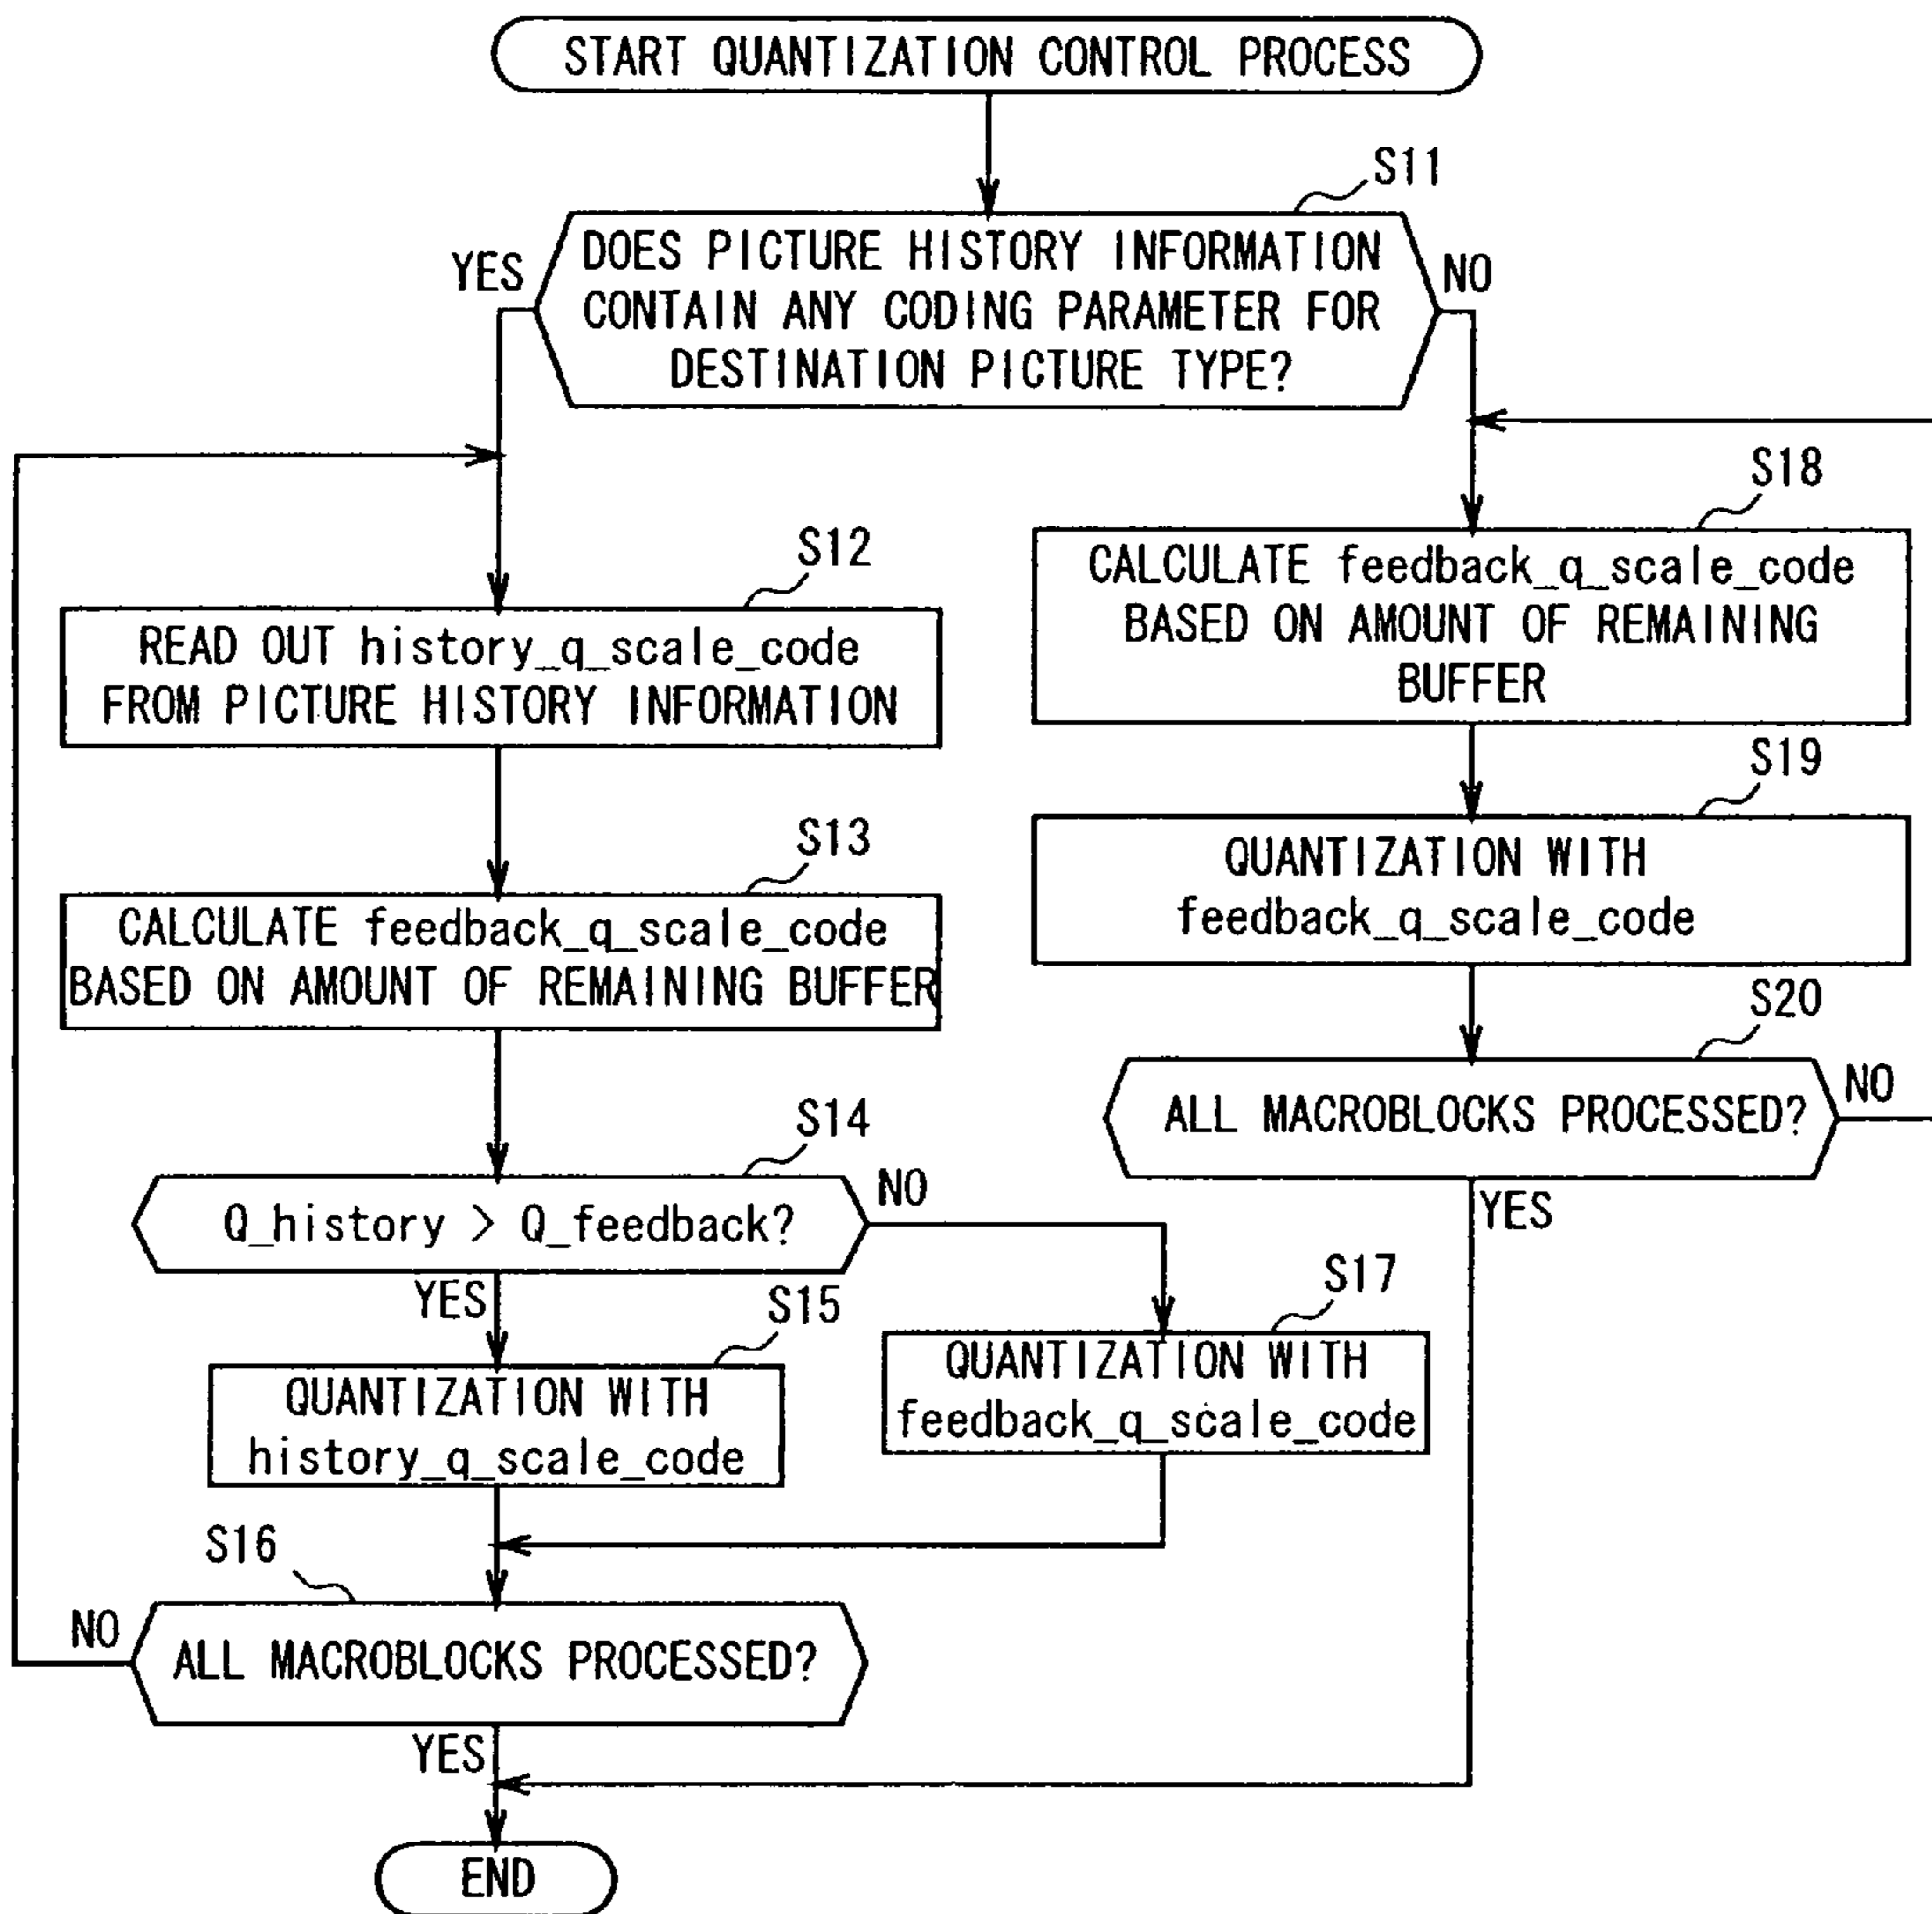 START QUANTIZATION CONTROL PROCESS
S11
YES
DOES PICTURE HISTORY INFORMATION
CONTAIN ANY CODING PARAMETER FOR
DESTINATION PICTURE TYPE?
NO
S12
READ OUT history_q_scale_code
FROM PICTURE HISTORY INFORMATION
S13
CALCULATE feedback_q_scale_code
BASED ON AMOUNT OF REMAINING BUFFER
S14
Q_history > Q_feedback?
NO
YES
S15
QUANTIZATION WITH
history_q_scale_code
S17
QUANTIZATION WITH
feedback_q_scale_code
S16
NO
ALL MACROBLOCKS PROCESSED?
YES
S18
CALCULATE feedback_q_scale_code
BASED ON AMOUNT OF REMAINING
BUFFER
S19
QUANTIZATION WITH
feedback_q_scale_code
S20
ALL MACROBLOCKS PROCESSED?
NO
YES
END